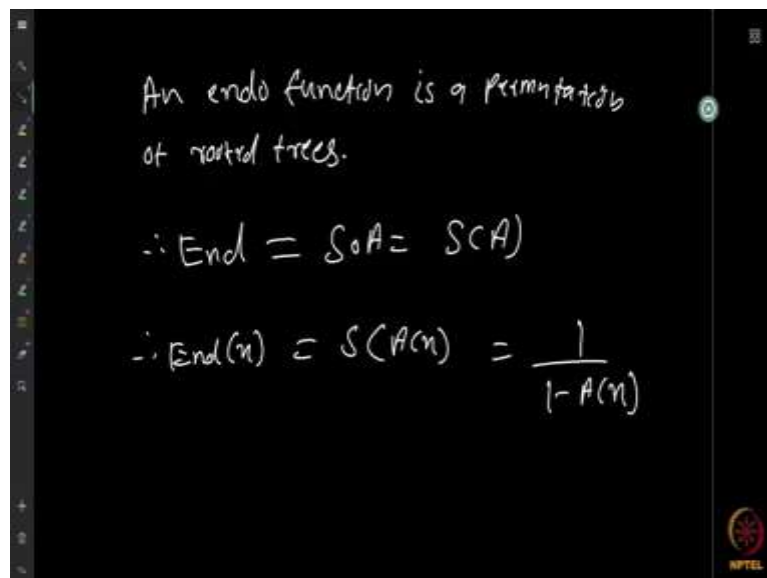 An endo function is a permutation
of rooted trees.
∴ End = S∘A = S(A)
∴ End(x) = S(A(x) = 1/(1-A(x))
NPTEL